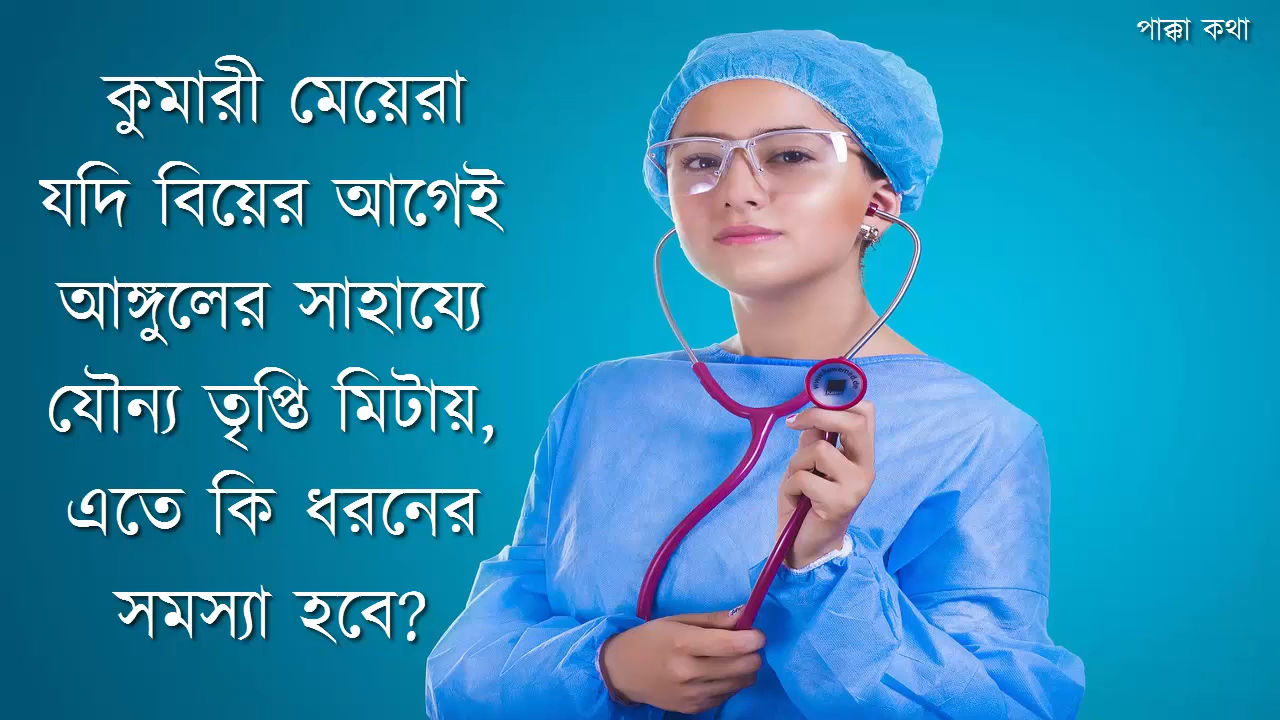 পাক্কা কথা
কুমারী মেয়েরা
যদি বিয়ের আগেই
আঙ্গুলের সাহায্যে
যৌন্য তৃপ্তি মিটায়,
এতে কি ধরনের
সমস্যা হবে?